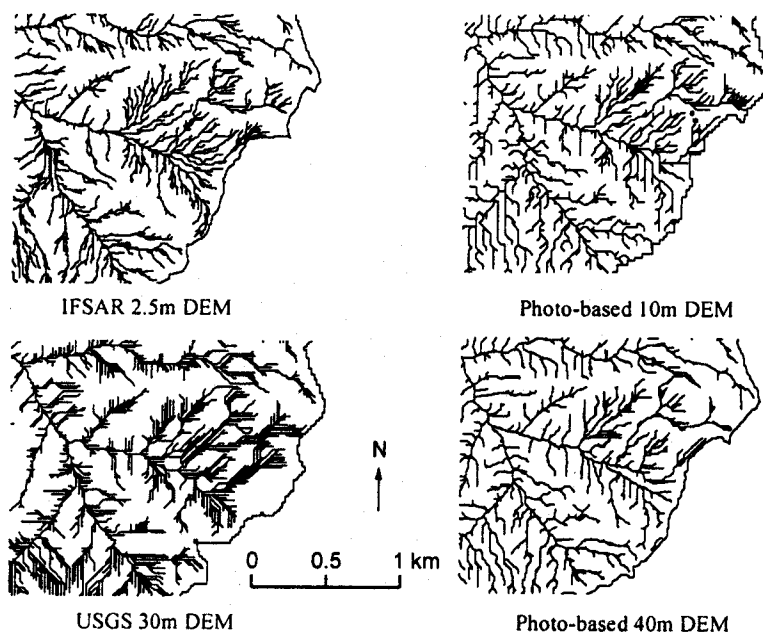 IFSAR 2.5m DEM
Photo-based 10m DEM
N
0 0.5 1 km
USGS 30m DEM
Photo-based 40m DEM